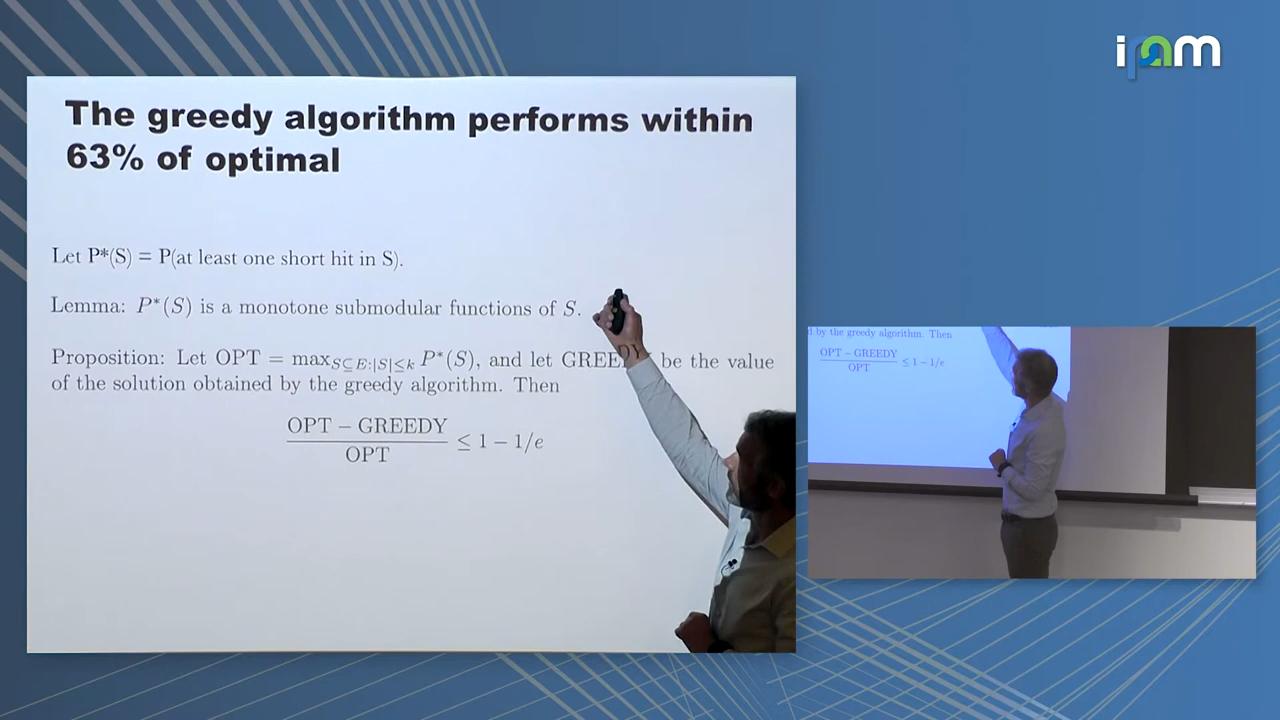 ipam
The greedy algorithm performs within
63% of optimal
Let P*(S) = P(at least one short hit in S).
Lemma: P*(S) is a monotone submodular functions of S.
Proposition: Let OPT = max_{S⊆E:|S|≤k} P*(S), and let be the value
of the solution obtained by the greedy algorithm. Then
OPT − GREEDY
≤ 1 − 1/e
OPT
d by the greedy algorithm. Then
OPT − GREEDY
≤ 1 − 1/e
OPT